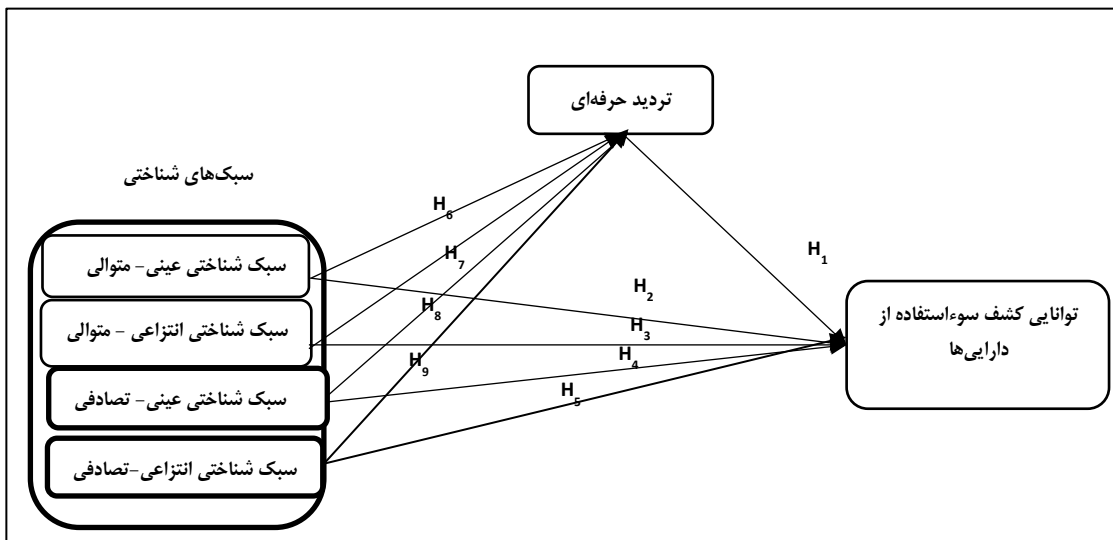 تردید حرفه‌ای
سبک‌های شناختی
H6
سبک شناختی عینی- متوالی
H7
H1
H2
توانایی کشف سوءاستفاده از
دارایی‌ها
H8
سبک شناختی انتزاعی - متوالی
H3
H9
H4
سبک شناختی عینی- تصادفی
H5
سبک شناختی انتزاعی-تصادفی